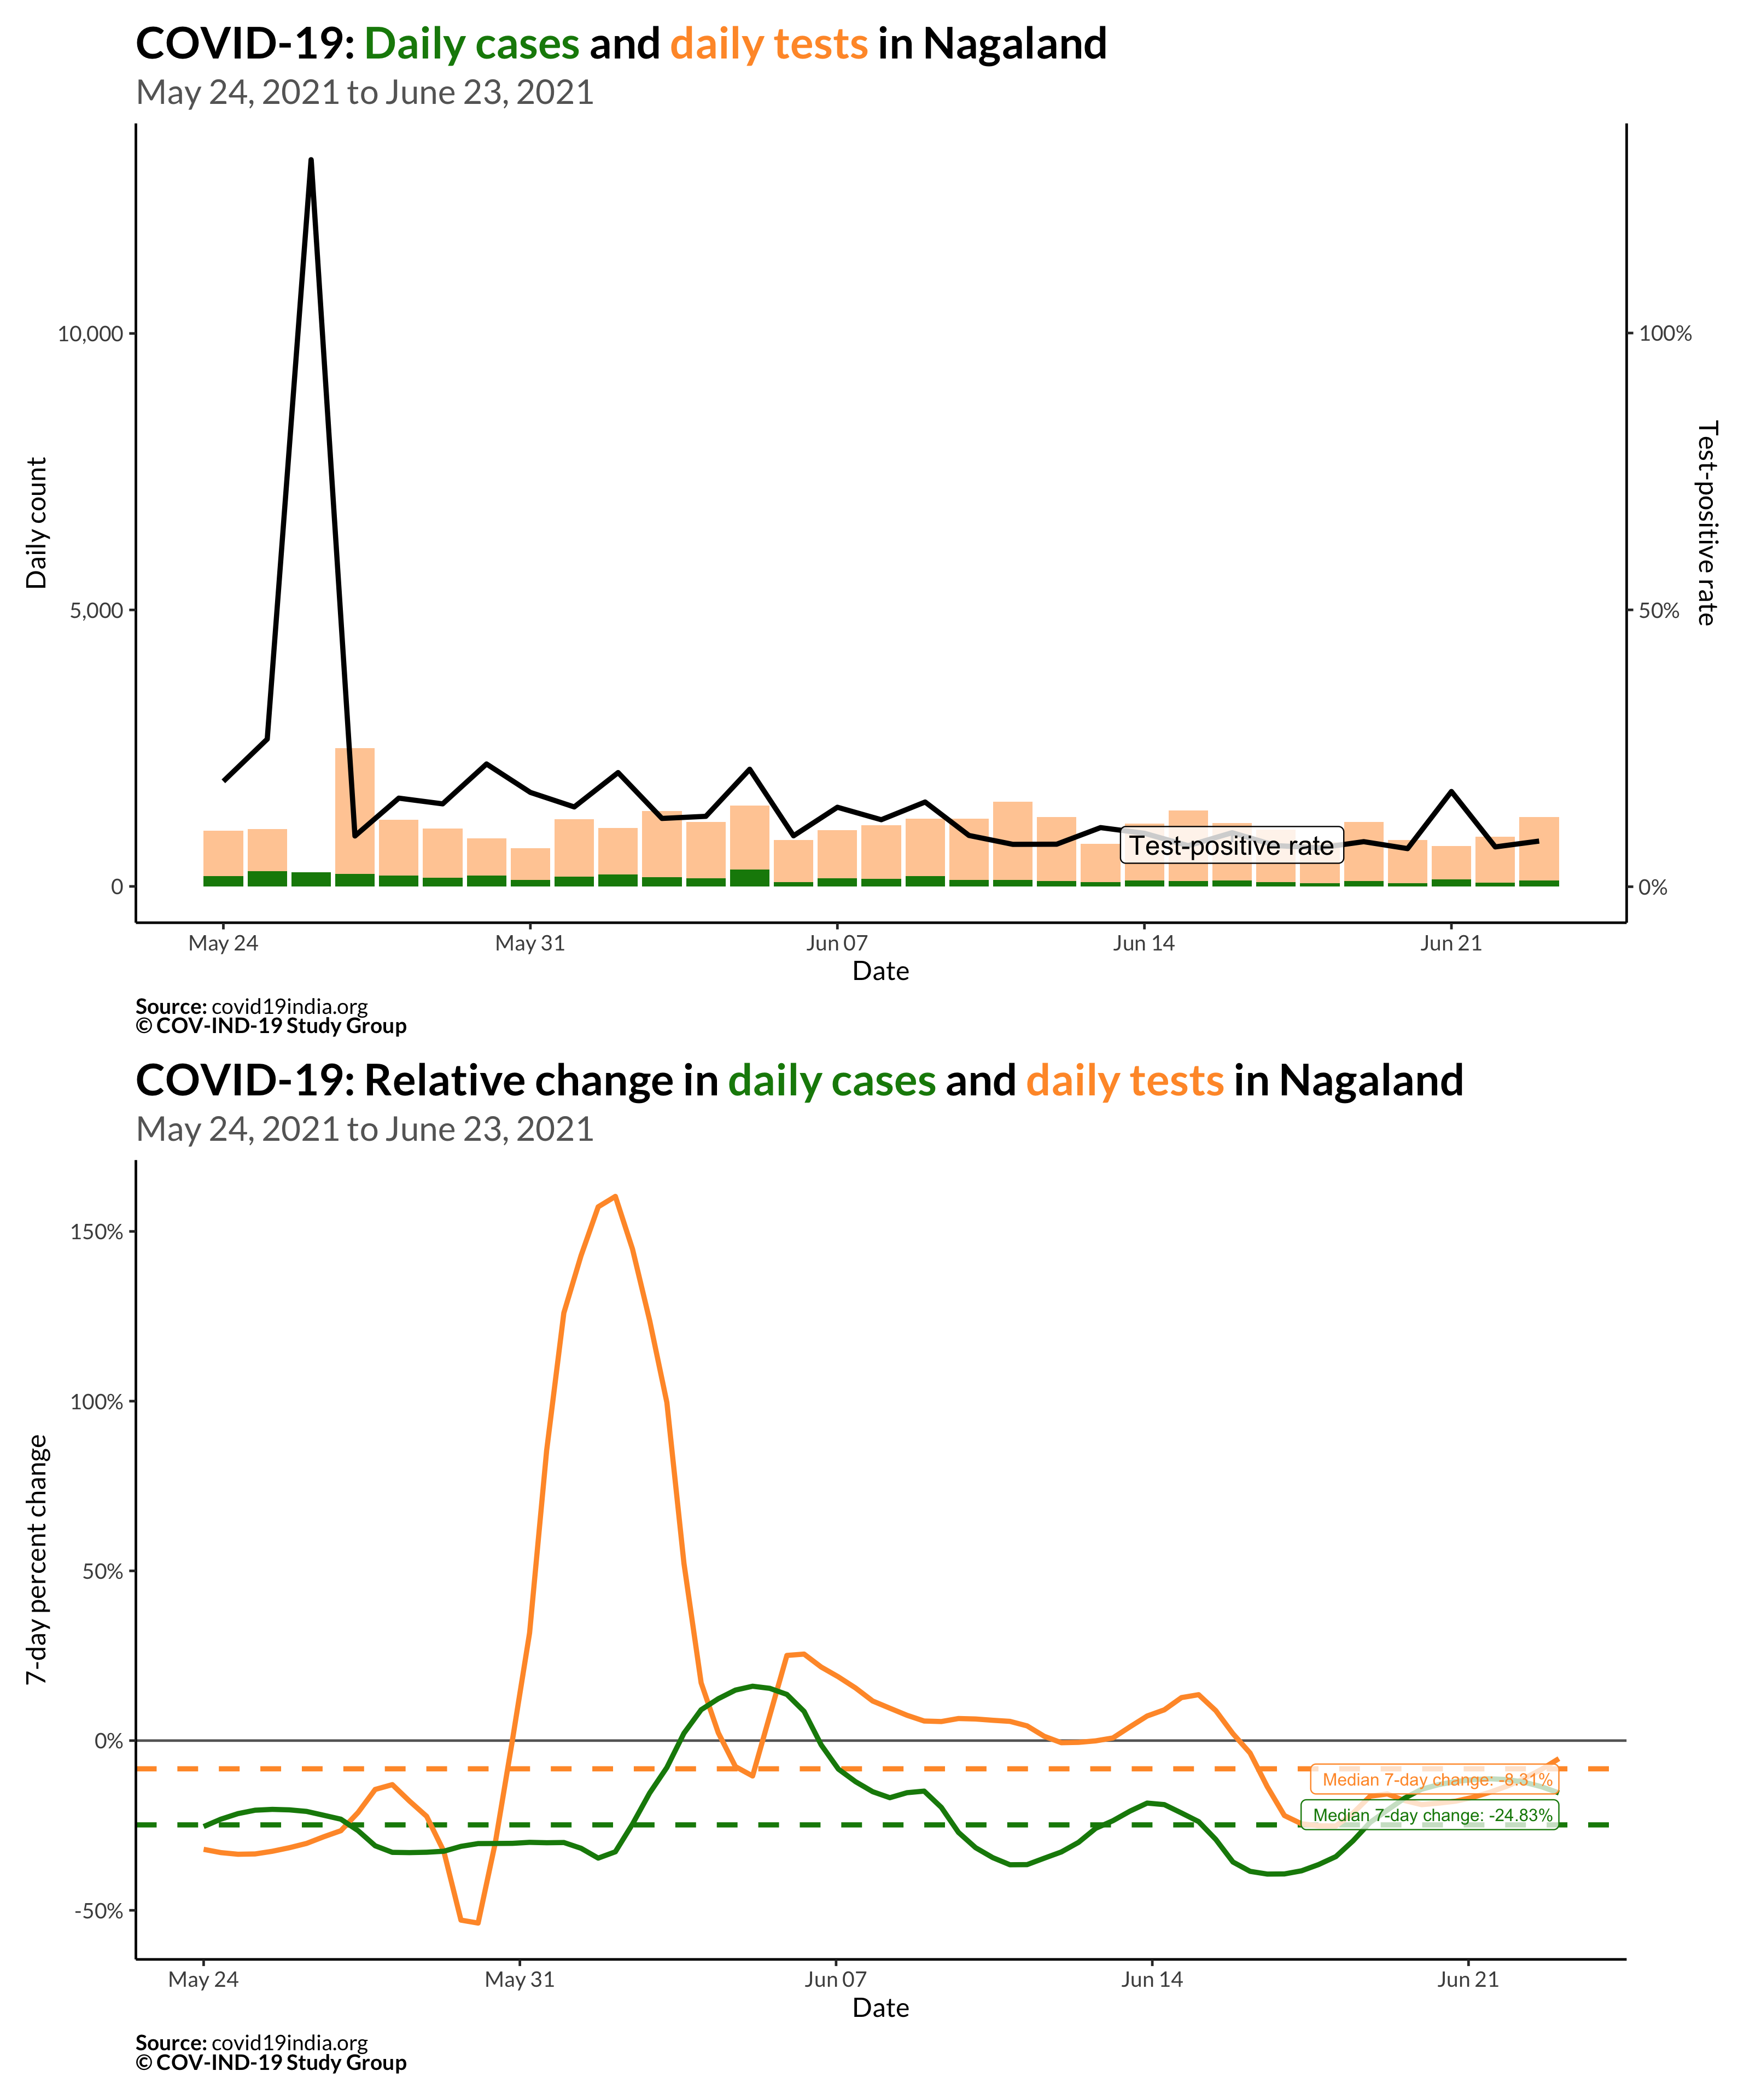 COVID-19: Daily cases and daily tests in Nagaland
May 24, 2021 to June 23, 2021
10,000
5,000
0
Daily count
100%
50%
0%
Test-positive rate
Test-positive rate
May 24
May 31
Jun 07
Jun 14
Jun 21
Date
Source: covid19india.org
© COV-IND-19 Study Group
COVID-19: Relative change in daily cases and daily tests in Nagaland
May 24, 2021 to June 23, 2021
150%
100%
50%
0%
-50%
7-day percent change
Median 7-day change: -8.31%
Median 7-day change: -24.83%
May 24
May 31
Jun 07
Jun 14
Jun 21
Date
Source: covid19india.org
© COV-IND-19 Study Group